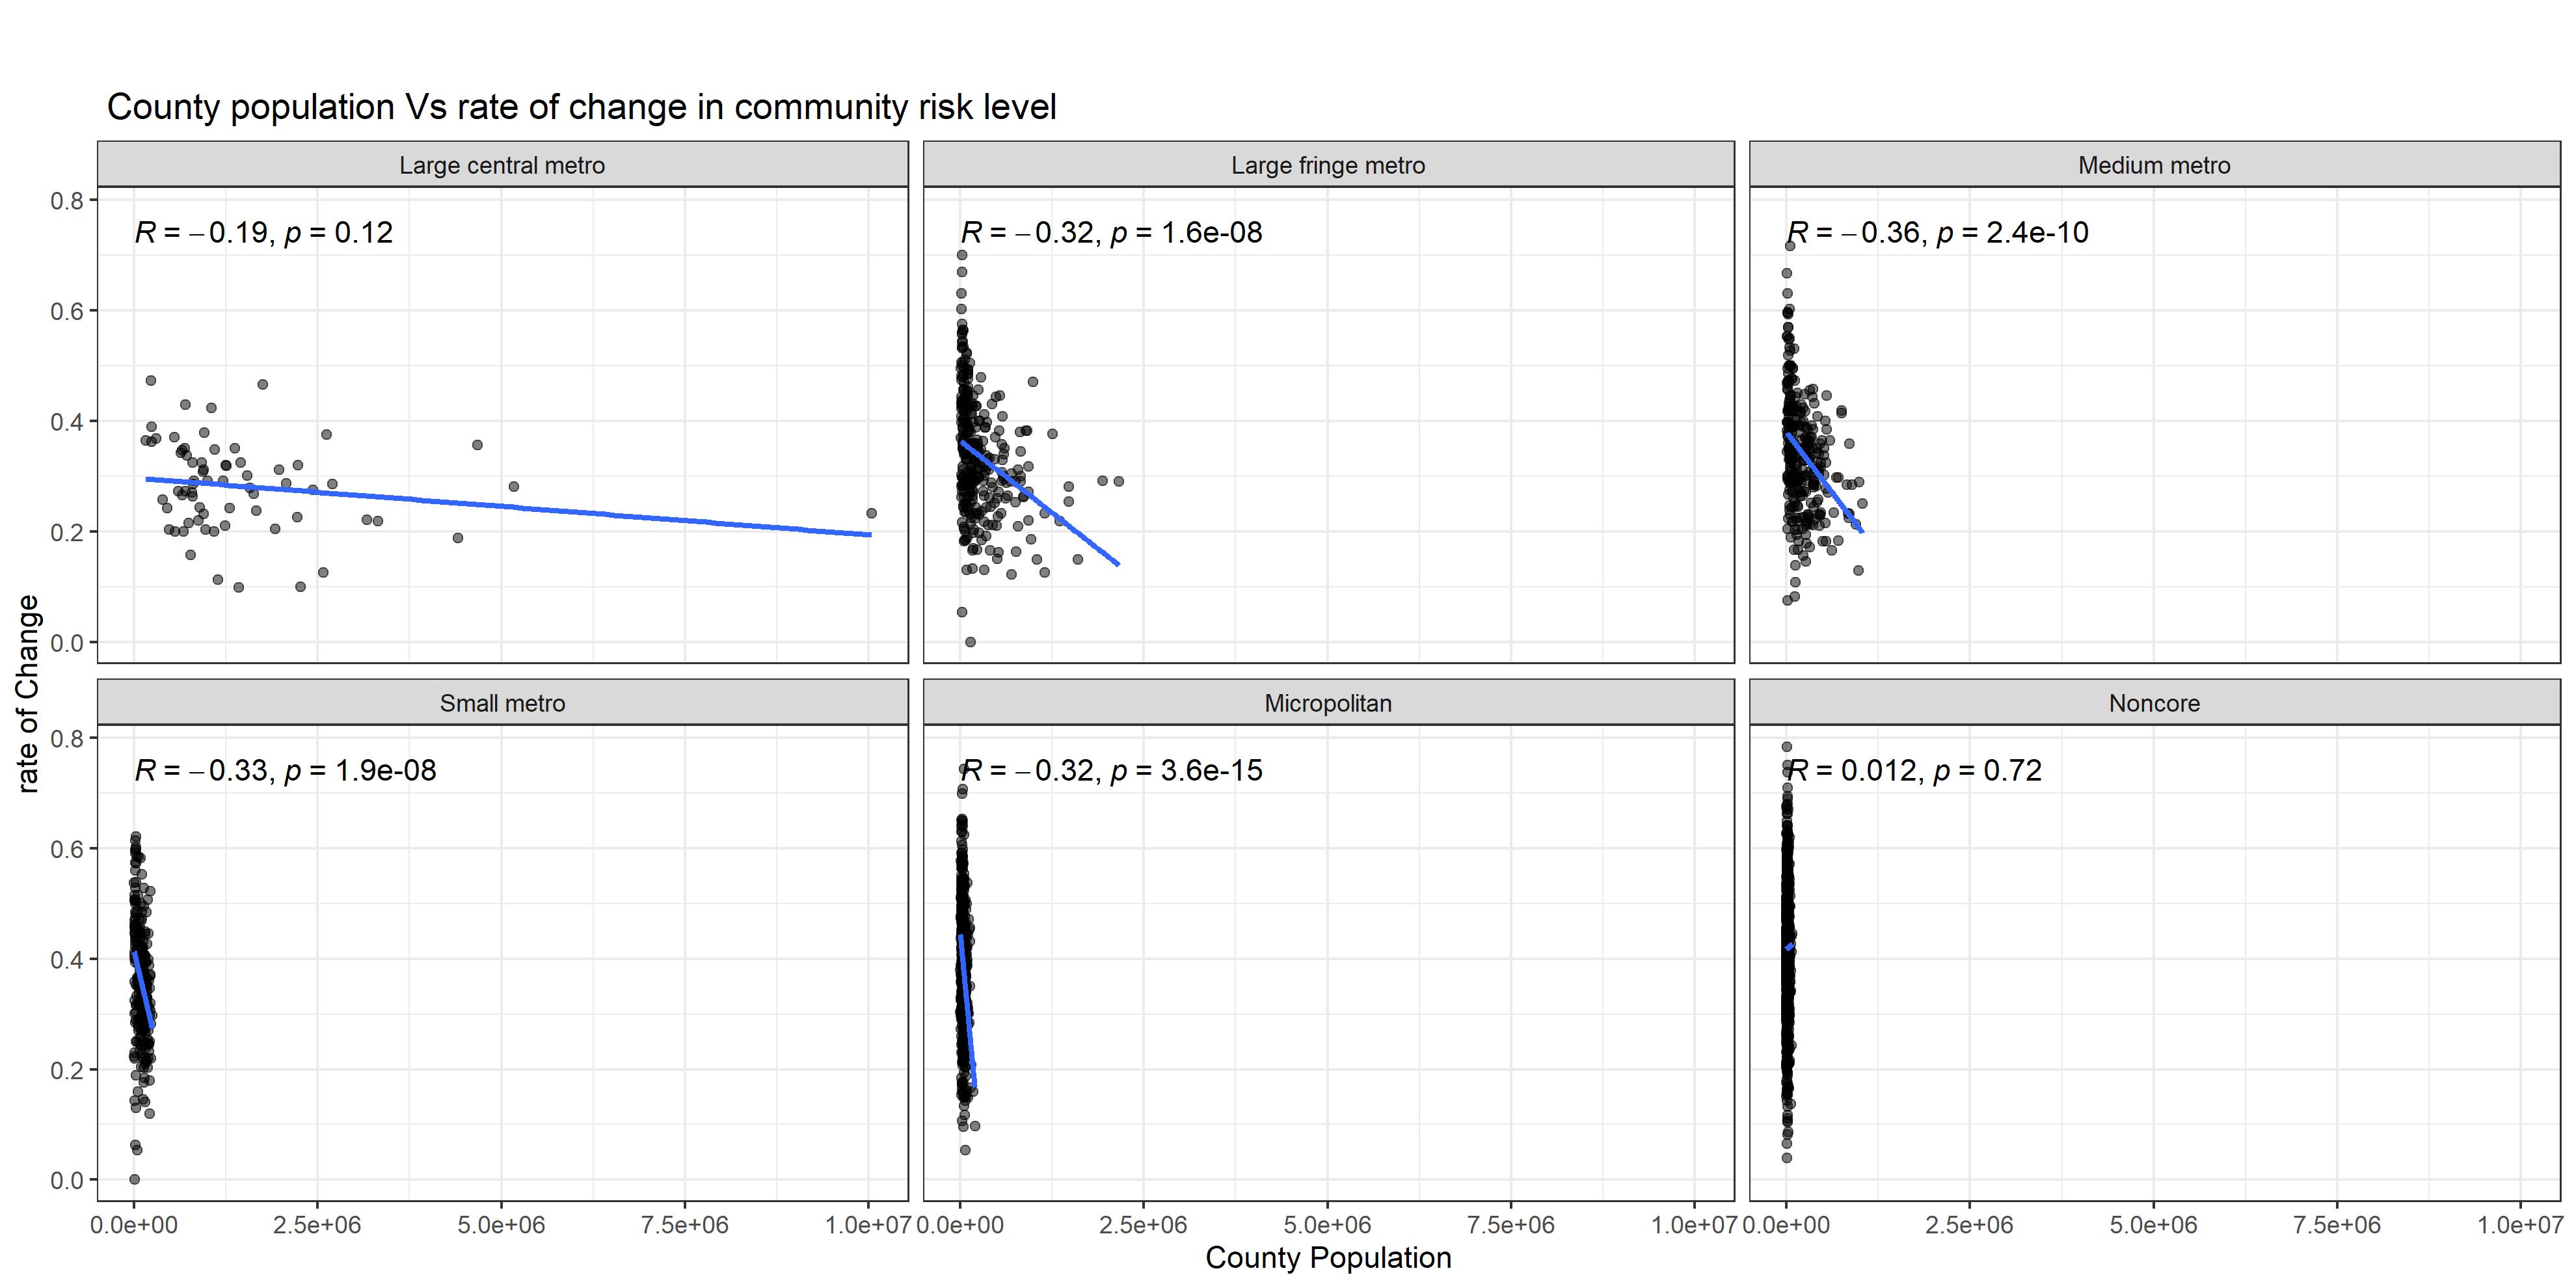 County population Vs rate of change in community risk level
Large central metro
Large fringe metro
Medium metro
R = −0.19, p = 0.12
R = −0.32, p = 1.6e-08
R = −0.36, p = 2.4e-10
0.8
0.6
0.4
0.2
0.0
Small metro
Micropolitan
Noncore
R = −0.33, p = 1.9e-08
R = −0.32, p = 3.6e-15
R = 0.012, p = 0.72
0.8
0.6
0.4
0.2
0.0
rate of Change
0.0e+00 2.5e+06 5.0e+06 7.5e+06 1.0e+07
0.0e+00 2.5e+06 5.0e+06 7.5e+06 1.0e+07
0.0e+00 2.5e+06 5.0e+06 7.5e+06 1.0e+07
County Population